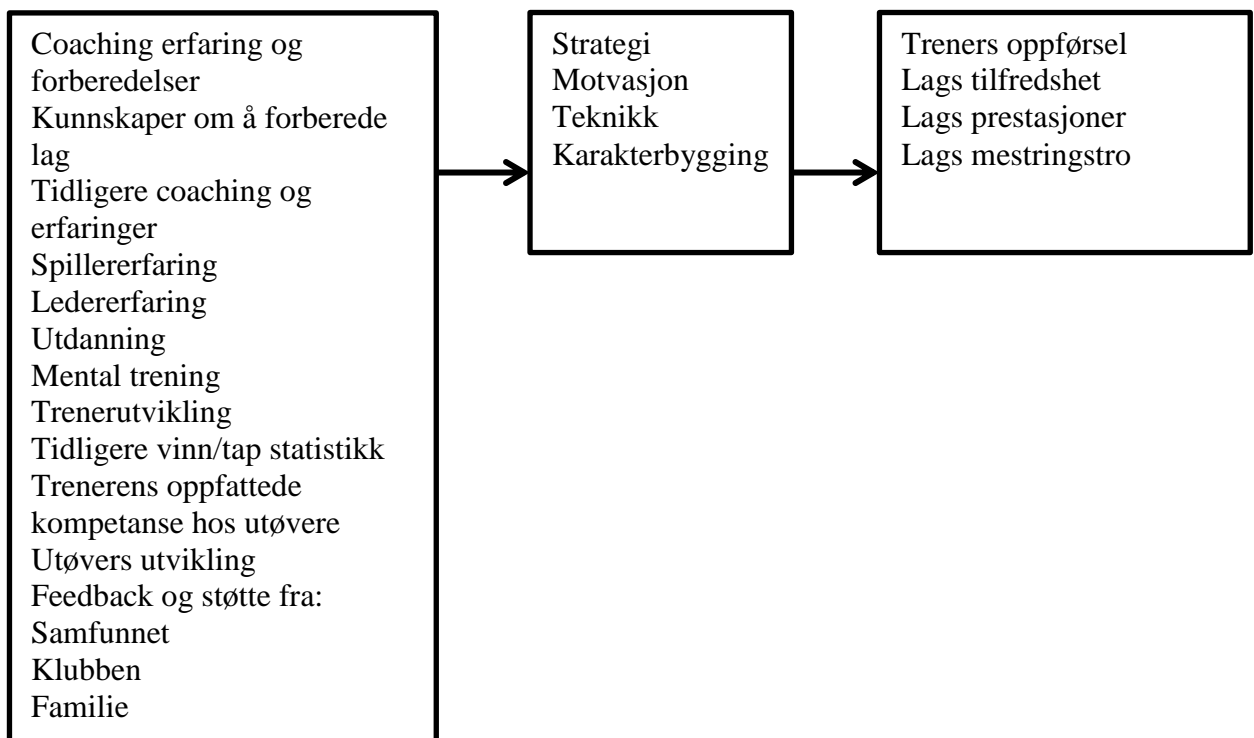 Coaching erfaring og
forberedelser
Kunnskaper om å forberede
lag
Tidligere coaching og
erfaringer
Spillererfaring
Ledererfaring
Utdanning
Mental trening
Trenerutvikling
Tidligere vinn/tap statistikk
Trenerens oppfattede
kompetanse hos utøvere
Utøvers utvikling
Feedback og støtte fra:
Samfunnet
Klubben
Familie
Strategi
Motvasjon
Teknikk
Karakterbygging
Treners oppførsel
Lags tilfredshet
Lags prestasjoner
Lags mestringstro